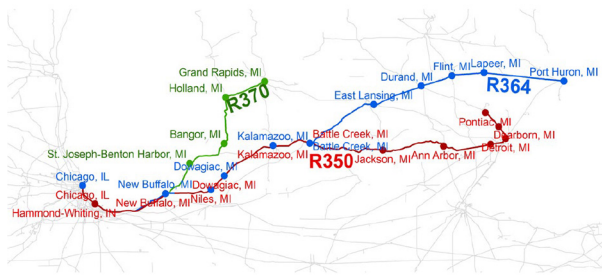 Grand Rapids, MI
Holland, MI
R370
Flint, MI
Lapeer, MI
Port Huron, MI
Durand, MI
R364
East Lansing, MI
Pontiac, MI
Bangor, MI
Kalamazoo, MI
Battle Creek, MI
Battle Creek, MI
Dearborn, MI
Detroit, MI
St. Joseph-Benton Harbor, MI
Kalamazoo, MI
R350
Jackson, MI
Ann Arbor, MI
Dowagiac, MI
Chicago, IL
New Buffalo, MI
Dowagiac, MI
Chicago, IL
Niles, MI
New Buffalo, MI
Hammond-Whiting, IN